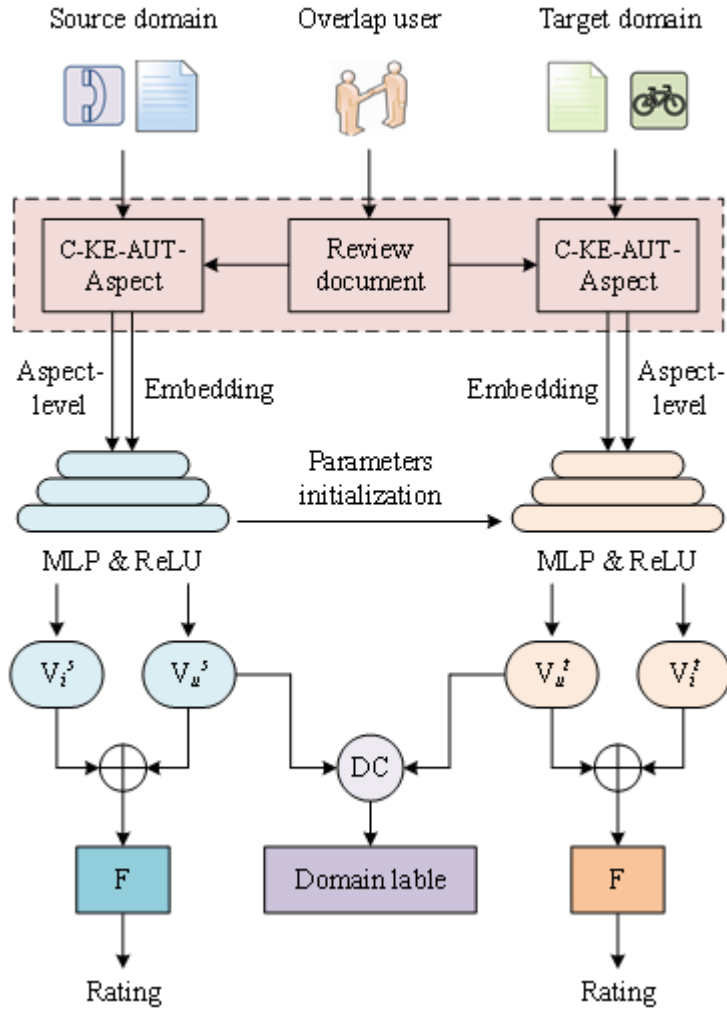 Source domain
Overlap user
Target domain
C-KE-AUT-
Aspect
Review
document
C-KE-AUT-
Aspect
Aspect-
level
Embedding
Embedding
Aspect-
level
Parameters
initialization
MLP & ReLU
MLP & ReLU
V_i^s
V_u^s
V_u^t
V_i^t
DC
F
Domain lable
F
Rating
Rating